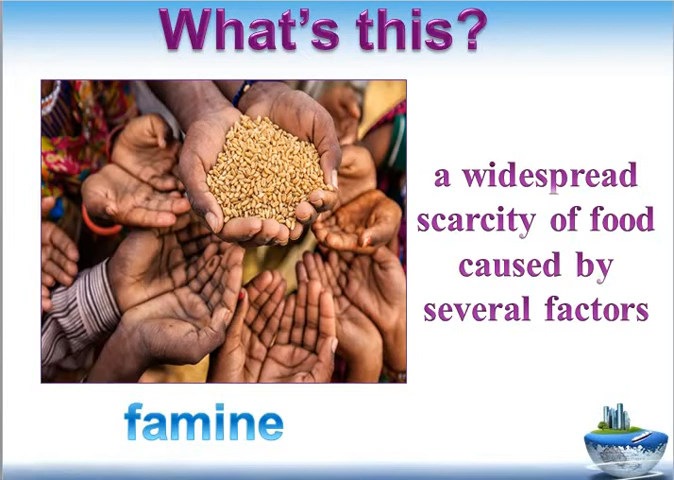 What's this?
a widespread
scarcity of food
caused by
several factors
famine